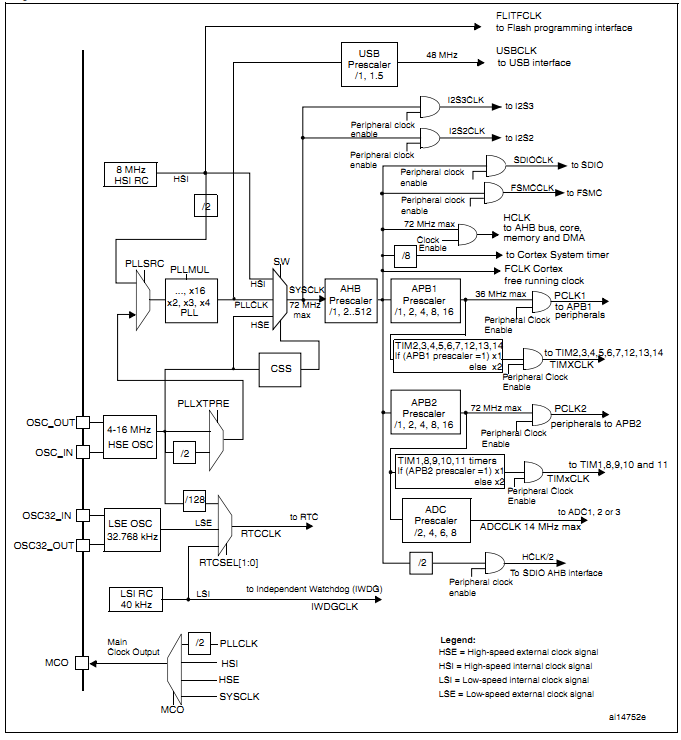 FLITFCLK
to Flash programming interface
USB
Prescaler
/1, 1.5
48 MHz
USBCLK
to USB interface
I2S3CLK
to I2S3
Peripheral clock
enable
I2S2CLK
to I2S2
Peripheral clock
enable
SDIOCLK
to SDIO
Peripheral clock
enable
FSMCCLK
to FSMC
Peripheral clock
enable
8 MHz
HSI RC
HSI
/2
HCLK
to AHB bus, core,
memory and DMA
72 MHz max
Clock
Enable
/8
to Cortex System timer
FCLK Cortex
free running clock
PLLSRC
PLLMUL
..., x16
x2, x3, x4
PLL
SW
HSI
PLLCLK
HSE
SYSCLK
72 MHz
max
AHB
Prescaler
/1, 2..512
APB1
Prescaler
/1, 2, 4, 8, 16
36 MHz max
PCLK1
to APB1
peripherals
Peripheral Clock
Enable
TIM2,3,4,5,6,7,12,13,14
If (APB1 prescaler =1) x1
else x2
to TIM2,3,4,5,6,7,12,13,14
TIMXCLK
Peripheral Clock
Enable
CSS
PLLXTPRE
OSC_OUT
OSC_IN
4-16 MHz
HSE OSC
/2
APB2
Prescaler
/1, 2, 4, 8, 16
72 MHz max
PCLK2
peripherals to APB2
Peripheral Clock
Enable
TIM1,8,9,10,11 timers
If (APB2 prescaler =1) x1
else x2
to TIM1,8,9,10 and 11
TIMxCLK
Peripheral Clock
Enable
OSC32_IN
OSC32_OUT
LSE OSC
32.768 kHz
/128
LSE
to RTC
RTCCLK
RTCSEL[1:0]
ADC
Prescaler
/2, 4, 6, 8
to ADC1, 2 or 3
ADCCLK 14 MHz max
/2
HCLK/2
To SDIO AHB interface
Peripheral clock
enable
LSI RC
40 kHz
LSI
to Independent Watchdog (IWDG)
IWDGCLK
MCO
Main
Clock Output
/2
PLLCLK
HSI
HSE
SYSCLK
MCO
Legend:
HSE = High-speed external clock signal
HSI = High-speed internal clock signal
LSI = Low-speed internal clock signal
LSE = Low-speed external clock signal
ai14752e